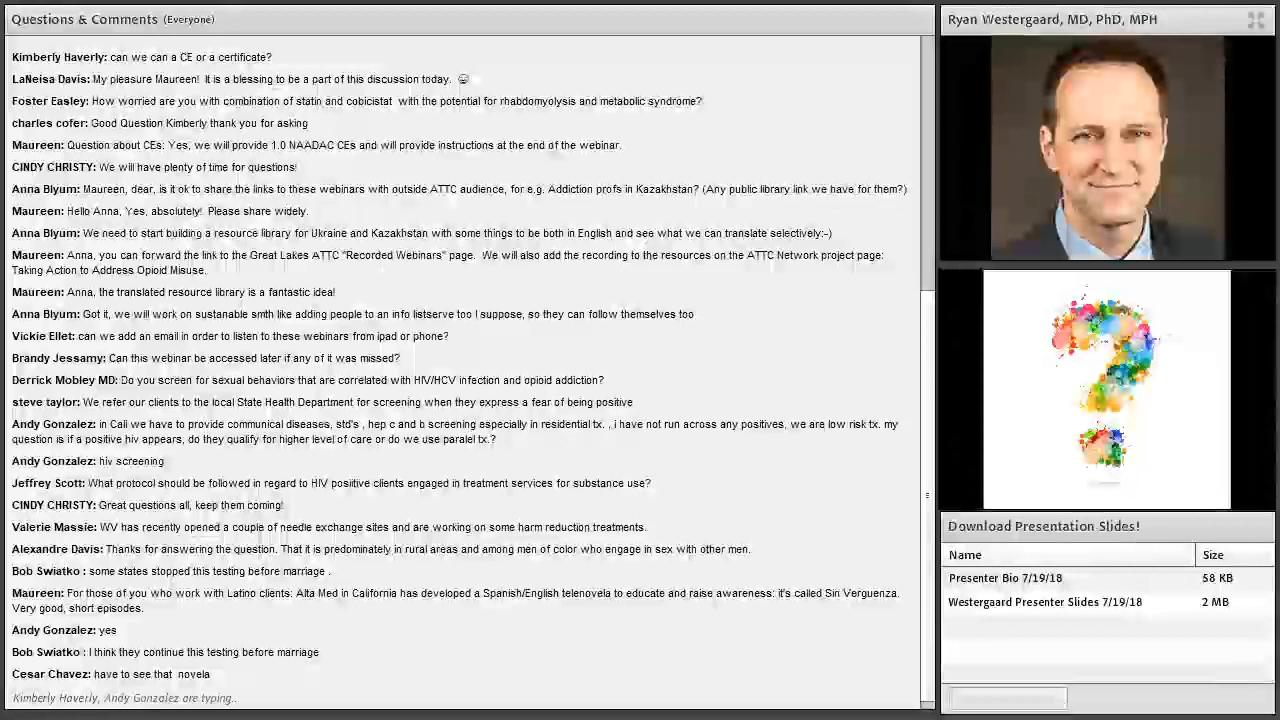 Questions & Comments (Everyone)
Kimberly Haverly: can we can a CE or a certificate?
LaNeisa Davis: My pleasure Maureen! It is a blessing to be a part of this discussion today. 😀
Foster Easley: How worried are you with combination of statin and cobicistat with the potential for rhabdomyolysis and metabolic syndrome?
charles cofer: Good Question Kimberly thank you for asking
Maureen: Question about CEs: Yes, we will provide 1.0 NAADAC CEs and will provide instructions at the end of the webinar.
CINDY CHRISTY: We will have plenty of time for questions!
Anna Blyum: Maureen, dear, is it ok to share the links to these webinars with outside ATTC audience, for e.g. Addiction profs in Kazakhstan? (Any public library link we have for them?)
Maureen: Hello Anna, Yes, absolutely! Please share widely.
Anna Blyum: We need to start building a resource library for Ukraine and Kazakhstan with some things to be both in English and see what we can translate selectively:-)
Maureen: Anna, you can forward the link to the Great Lakes ATTC "Recorded Webinars" page. We will also add the recording to the resources on the ATTC Network project page:
Taking Action to Address Opioid Misuse.
Maureen: Anna, the translated resource library is a fantastic idea!
Anna Blyum: Got it, we will work on sustanable smth like adding people to an info listserve too I suppose, so they can follow themselves too
Vickie Ellet: can we add an email in order to listen to these webinars from ipad or phone?
Brandy Jessamy: Can this webinar be accessed later if any of it was missed?
Derrick Mobley MD: Do you screen for sexual behaviors that are correlated with HIV/HCV infection and opioid addiction?
steve taylor: We refer our clients to the local State Health Department for screening when they express a fear of being positive
Andy Gonzalez: in Cali we have to provide communical diseases, std's , hep c and b screening especially in residential tx. , i have not run across any positives, we are low risk tx. my
question is if a positive hiv appears, do they qualify for higher level of care or do we use paralel tx.?
Andy Gonzalez: hiv screening
Jeffrey Scott: What protocol should be followed in regard to HIV posiitive clients engaged in treatment services for substance use?
CINDY CHRISTY: Great questions all, keep them coming!
Valerie Massie: WV has recently opened a couple of needle exchange sites and are working on some harm reduction treatments.
Alexandre Davis: Thanks for answering the question. That it is predominately in rural areas and among men of color who engage in sex with other men.
Bob Swiatko : some states stopped this testing before marriage .
Maureen: For those of you who work with Latino clients: Alta Med in California has developed a Spanish/English telenovela to educate and raise awareness: it's called Sin Verguenza.
Very good, short episodes.
Andy Gonzalez: yes
Bob Swiatko : I think they continue this testing before marriage
Cesar Chavez: have to see that novela
Kimberly Haverly, Andy Gonzalez are typing..
Ryan Westergaard, MD, PhD, MPH
Download Presentation Slides!
Name Size
Presenter Bio 7/19/18 58 KB
Westergaard Presenter Slides 7/19/18 2 MB